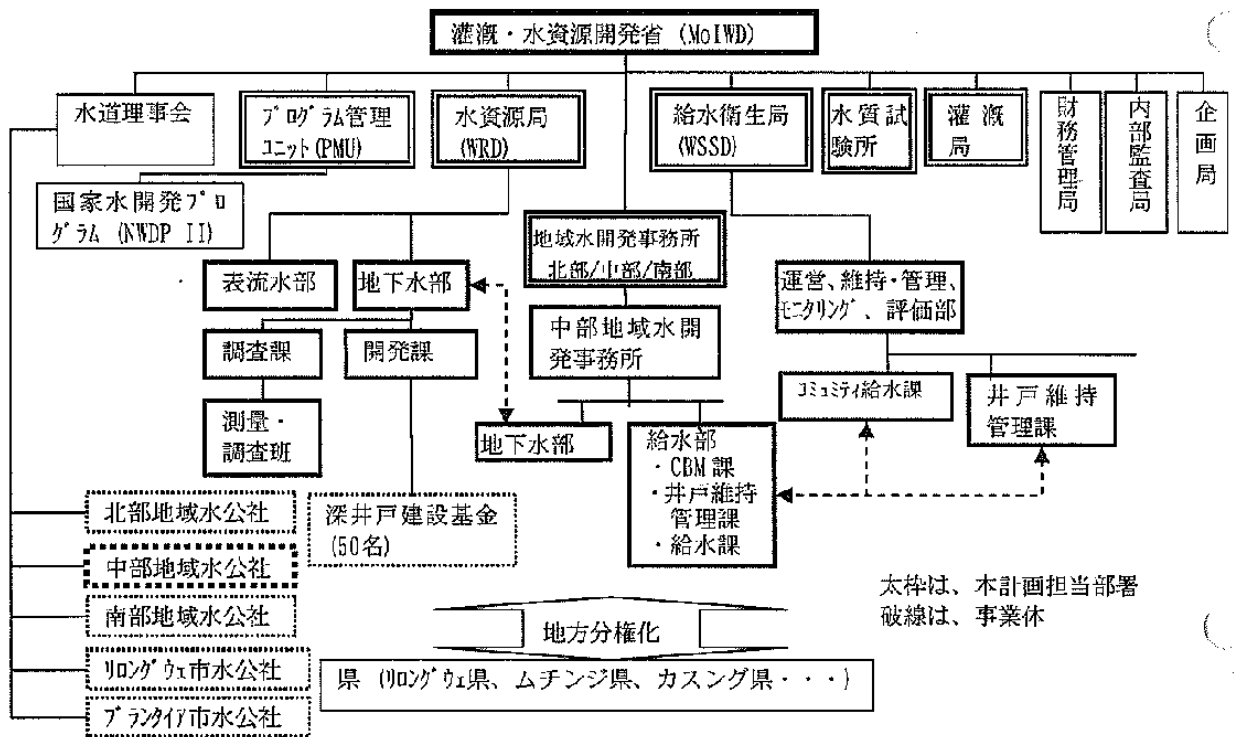 灌漑・水資源開発省 (MoIWD)
水道理事会
プログラム管理
ユニット(PMU)
水資源局
(WRD)
給水衛生局
(WSSD)
水質試
験所
灌漑
局
財務管理局
内部監査局
企画局
国家水開発プロ
グラム (NWDP II)
地域水開発事務所
北部/中部/南部
表流水部
地下水部
運営、維持・管理、
モニタリング、評価部
調査課
開発課
中部地域水開
発事務所
コミュミティ給水課
井戸維持
管理課
測量・
調査班
地下水部
給水部
・CBM課
・井戸維持
管理課
・給水課
北部地域水公社
深井戸建設基金
(50名)
中部地域水公社
南部地域水公社
リロングウェ市水公社
ブランタイア市水公社
太枠は、本計画担当部署
破線は、事業休
地方分権化
県 (リロングウェ県、ムチンジ県、カスング県・・・)